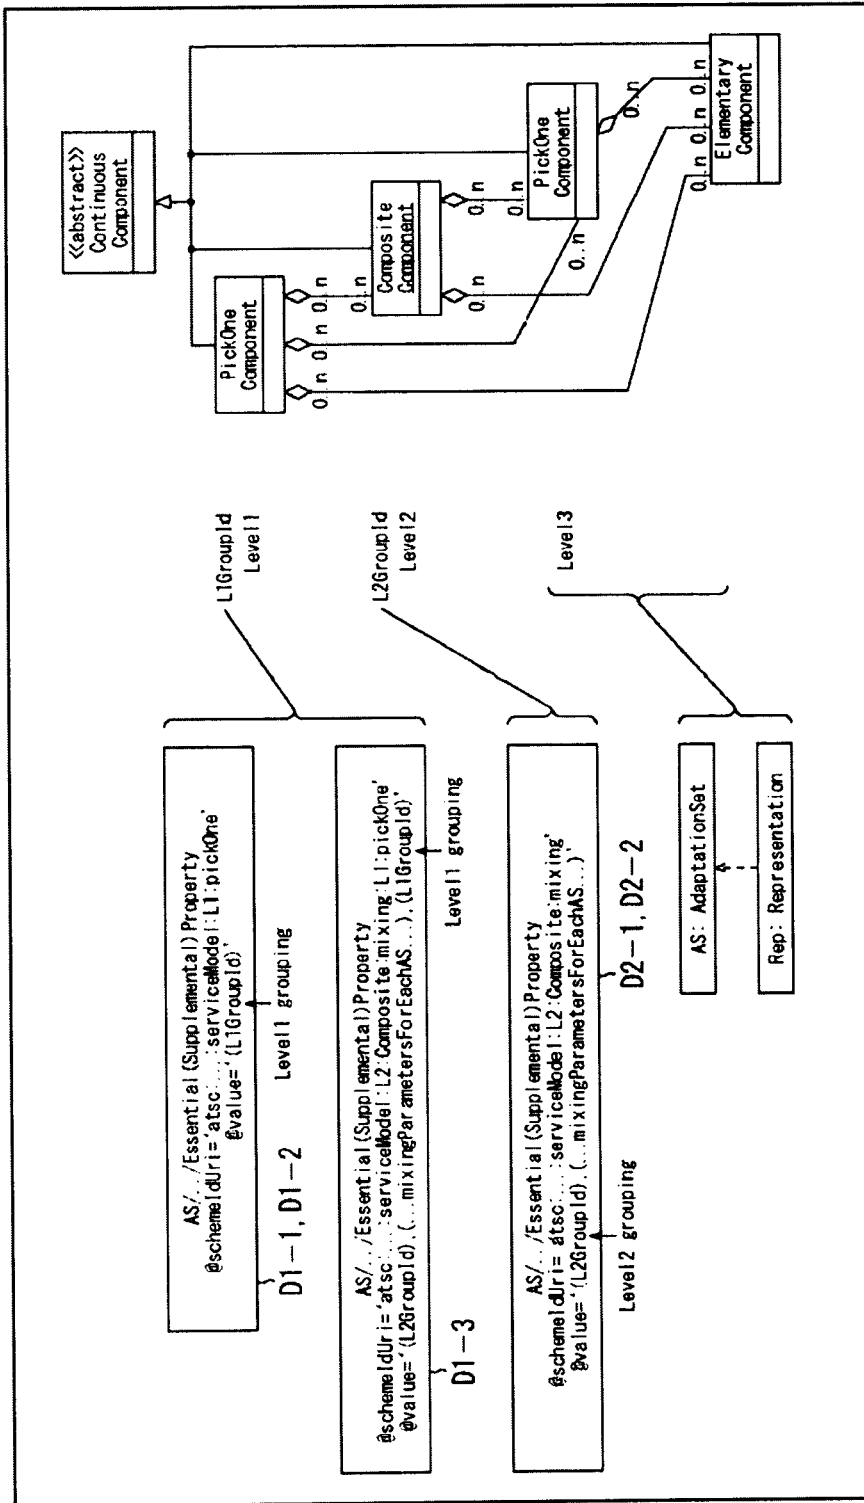 AS/.../Essential(Supplemental)Property
@schemeIdUri='atsc:...:serviceModel:L1:pickOne'
@value='(L1GroupId)'
D1-1, D1-2
Level1 grouping
L1GroupId
Level1
AS/.../Essential(Supplemental)Property
@schemeIdUri='atsc:...:serviceModel:L2:Composite:mixing:L1:pickOne'
@value='(L2GroupId),(...mixingParametersForEachAS...),(L1GroupId)'
D1-3
Level1 grouping
L2GroupId
Level2
AS/.../Essential(Supplemental)Property
@schemeIdUri='atsc:...:serviceModel:L2:Composite:mixing'
@value='(L2GroupId),(...mixingParametersForEachAS...)'
Level2 grouping
D2-1, D2-2
Level3
AS: AdaptationSet
Rep: Representation
<<abstract>>
Continuous
Component
PickOne
Component
0..n
0..n
0..n
0..n
Composite
Component
0..n
0..n
0..n
PickOne
Component
0..n
0..n
0..n
0..n
0..n
Elementary
Component